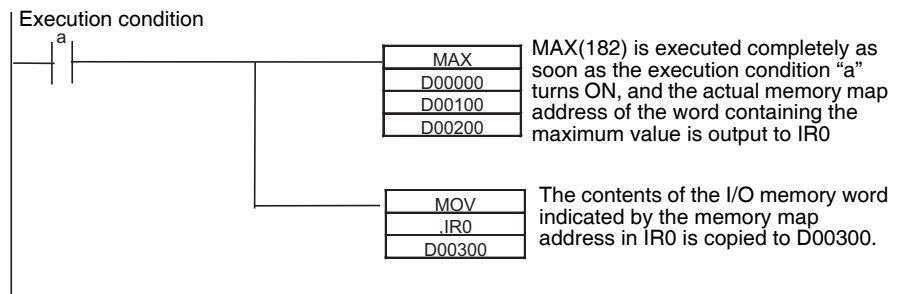 Execution condition
a
MAX
D00000
D00100
D00200
MAX(182) is executed completely as
soon as the execution condition “a”
turns ON, and the actual memory map
address of the word containing the
maximum value is output to IR0
MOV
,IR0
D00300
The contents of the I/O memory word
indicated by the memory map
address in IR0 is copied to D00300.